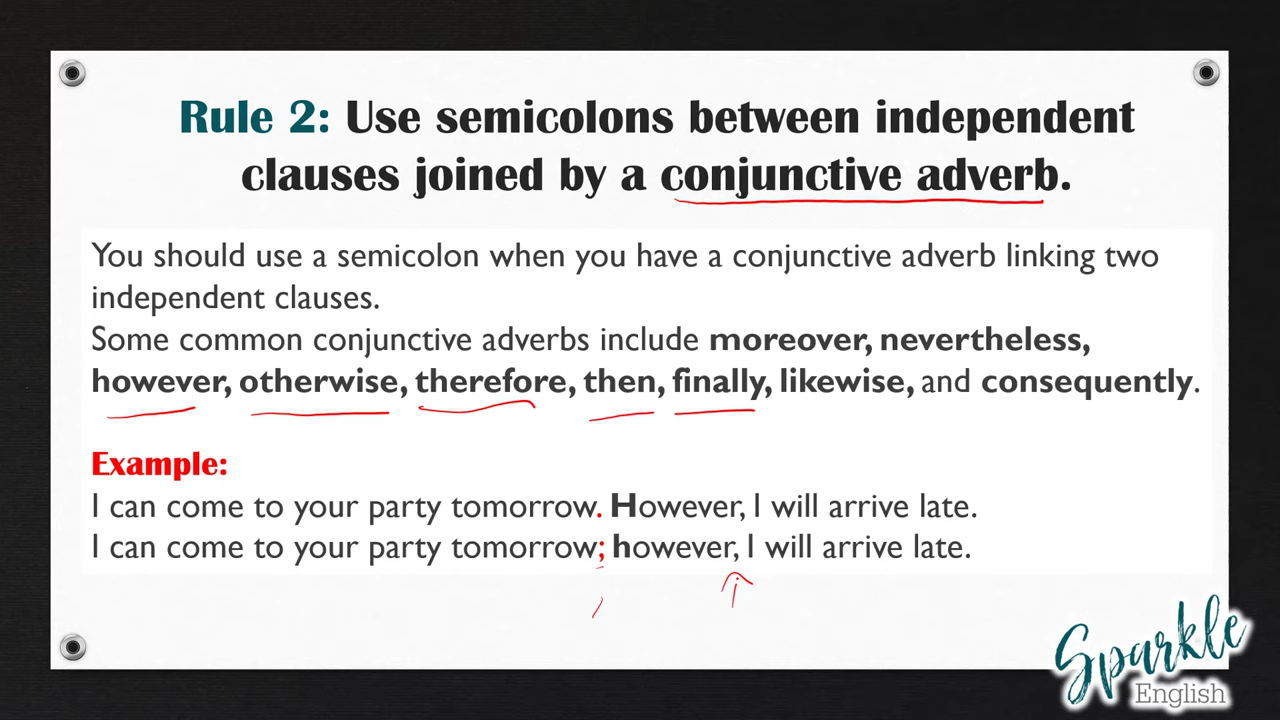 Rule 2: Use semicolons between independent
clauses joined by a conjunctive adverb.
You should use a semicolon when you have a conjunctive adverb linking two
independent clauses.
Some common conjunctive adverbs include moreover, nevertheless,
however, otherwise, therefore, then, finally, likewise, and consequently.
Example:
I can come to your party tomorrow. However, I will arrive late.
I can come to your party tomorrow; however, I will arrive late.
,
Sparkle
English